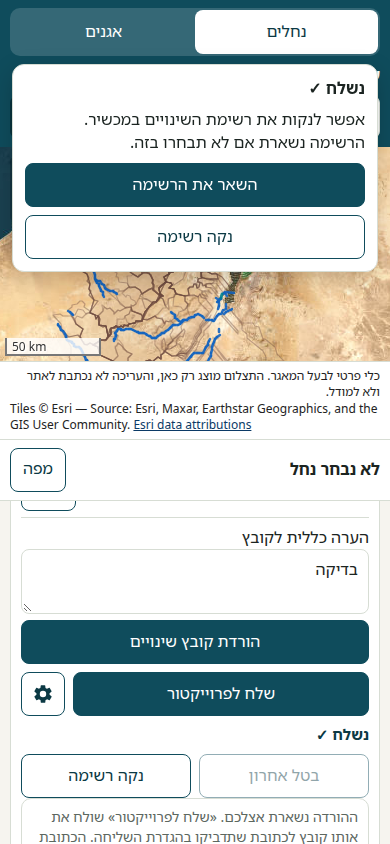 נחלים
אגנים
נשלח ✓
אפשר לנקות את רשימת השינויים במכשיר.
הרשימה נשארת אם לא תבחרו בזה.
השאר את הרשימה
נקה רשימה
50 km
כלי פרטי לבעל המאגר. התצלום מוצג רק כאן, והעריכה לא נכתבת לאתר
ולא למודל.
Tiles © Esri — Source: Esri, Maxar, Earthstar Geographics, and the
GIS User Community. Esri data attributions
לא נבחר נחל
מפה
הערה כללית לקובץ
בדיקה
הורדת קובץ שינויים
שלח לפרוייקטור
נשלח ✓
בטל אחרון
נקה רשימה
ההורדה נשארת אצלכם. «שלח לפרוייקטור» שולח את
אותו קובץ לכתובת שתדביקו בהגדרת השליחה. הכתובת